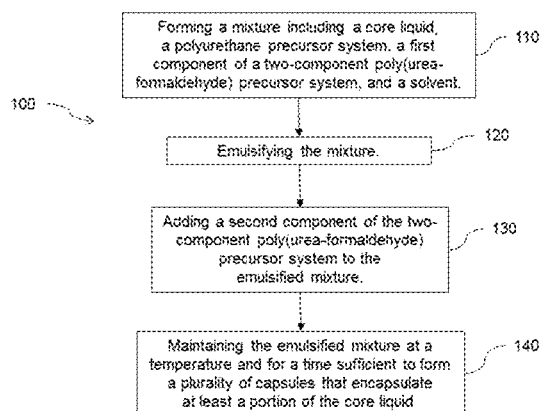 Forming a mixture including a core liquid,
a polyurethane precursor system, a first
component of a two-component poly(urea-
formaldehyde) precursor system, and a solvent.
110
100
120
Emulsifying the mixture.
Adding a second component of the two-
component poly(urea-formaldehyde)
precursor system to the
emulsified mixture.
130
Maintaining the emulsified mixture at a
temperature and for a time sufficient to form
a plurality of capsules that encapsulate
at least a portion of the core liquid
140